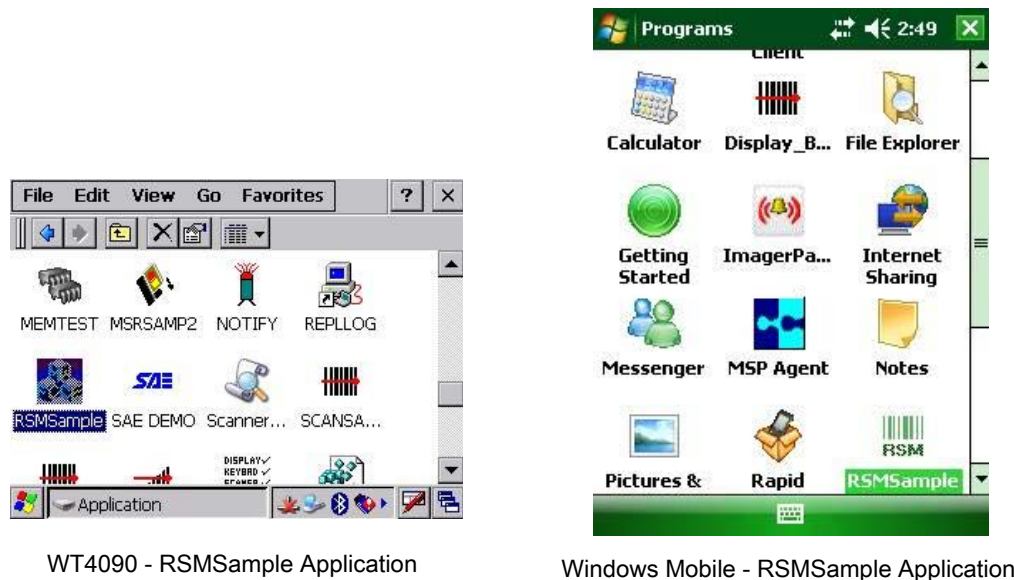 File Edit View Go Favorites ? ×
MEMTEST MSRSAMP2 NOTIFY REPLLOG
RSMSample SAE DEMO Scanner... SCANSA...
SAE
DISPLAY✓
KEYBRD ✓
SCANER ✓
Application
WT4090 - RSMSample Application
Programs 2:49
Client
Calculator Display_B... File Explorer
Getting Started ImagerPa... Internet Sharing
Messenger MSP Agent Notes
RSM
Pictures & Rapid RSMSample
Windows Mobile - RSMSample Application